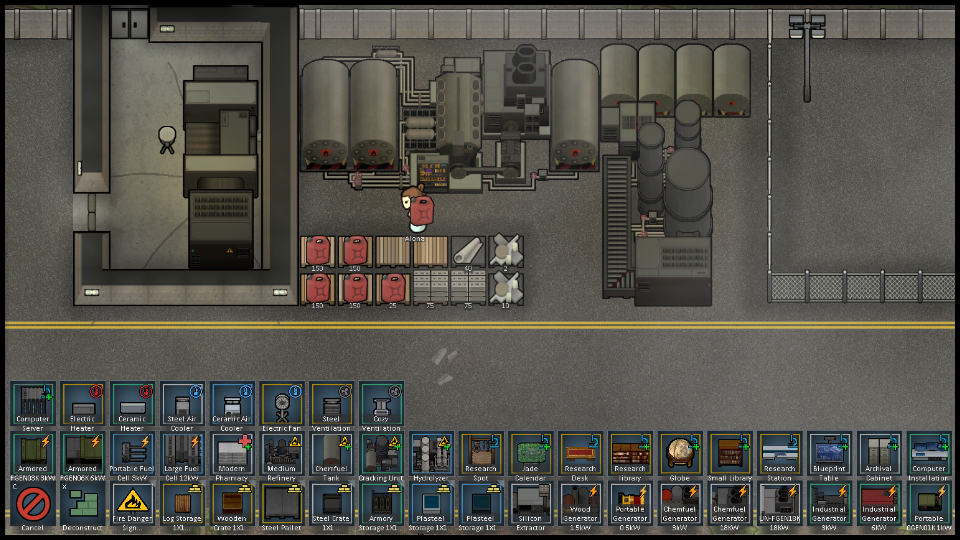 Alona
150
150
40
2
150
150
25
75
75
10
Computer Server
Electric Heater
Ceramic Heater
Steel Air Cooler
Ceramic Air Cooler
Electric Fan
Steel Ventilation
Cozy Ventilation
Armored
Armored
Portable Fuel Cell 3kW
Large Fuel Cell 12kW
Modern Pharmacy
Medium Refinery
Chemfuel Tank
Cracking Unit
Hydrolyzer
Research Spot
Jade Calendar
Research Desk
Research library
Globe
Research Small Library
Research Station
Blueprint Table
Archival Cabinet
Computer Installation
C
Cancel
X
Deconstruct
Fire Danger Sign...
Log Storage 1X1
Wooden Crate 1X1
Steel Pallet
Steel Crate 1X1
Armory Storage 1X1
Plasteel Storage 1X1
Plasteel Storage 1X1
Silicon Extractor
Wood Generator 1.5kW
Portable Generator 0.5kW
Chemfuel Generator 3kW
Chemfuel Generator 18kW
18kW
Industrial Generator 3kW
Industrial Generator 6kW
Portable